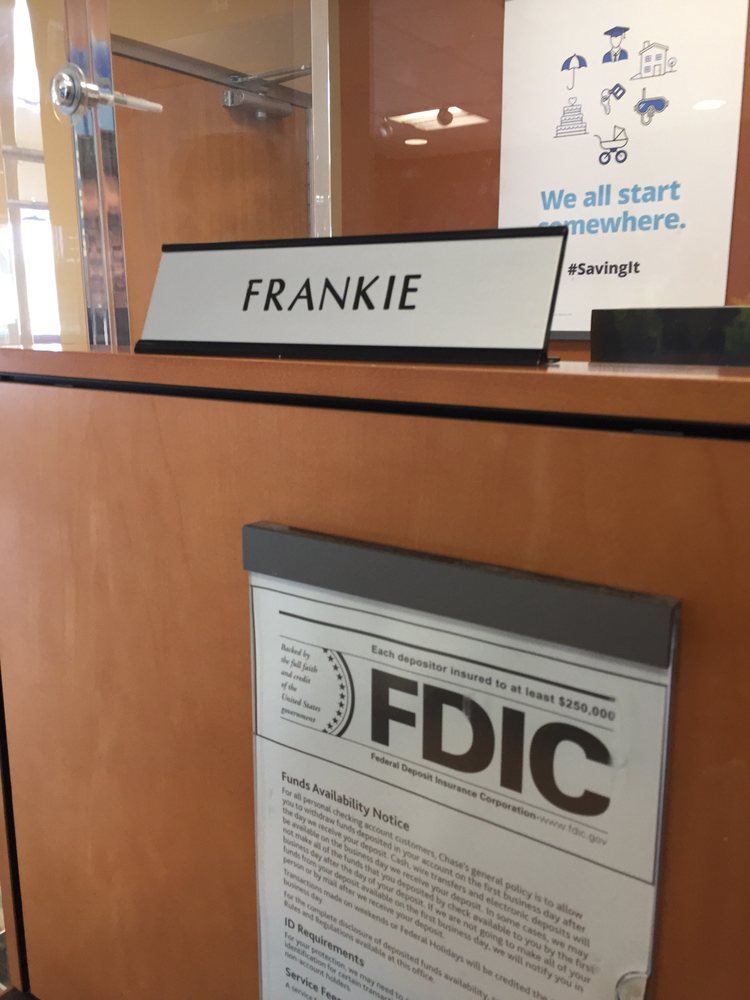 We all start
somewhere.
#SavingIt
FRANKIE
Each depositor insured to at least $250,000
Backed by
the full faith
and credit
of the
United States
government
FDIC
Federal Deposit Insurance Corporation • www.fdic.gov
Funds Availability Notice
For all personal checking account customers, Chase's general policy is to allow
you to withdraw funds deposited in your account on the first business day after
the day we receive your deposit. Cash, wire transfers and electronic deposits will
be available on the business day we receive your deposit. In some cases, we may
not make all of the funds that you deposited by check available to you by the first
business day after the day of your deposit. If we are not going to make all of your
funds from your deposit available on the first business day, we will notify you in
person or by mail after we receive your deposit.
Transactions made on weekends or Federal Holidays will be credited the
business day.
For the complete disclosure of deposited funds availability,
Rules and Regulations available at this office.
ID Requirements
For your protection, we may need to
identification for certain
non-account holders.
Service
A